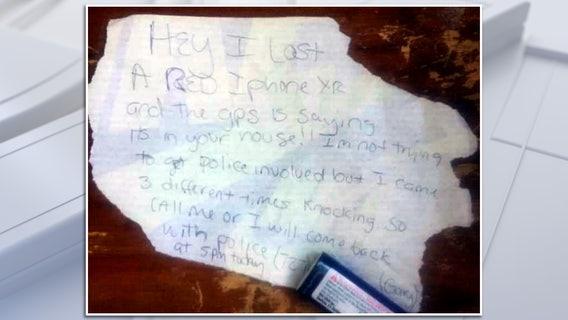 HEY I Lost
A RED Iphone XR
and the gps is saying
its in your house!! I'm not trying
to get police involved but I came
3 different times knocking so
Call me or I will come back
with police (Gary)
at 5pm today